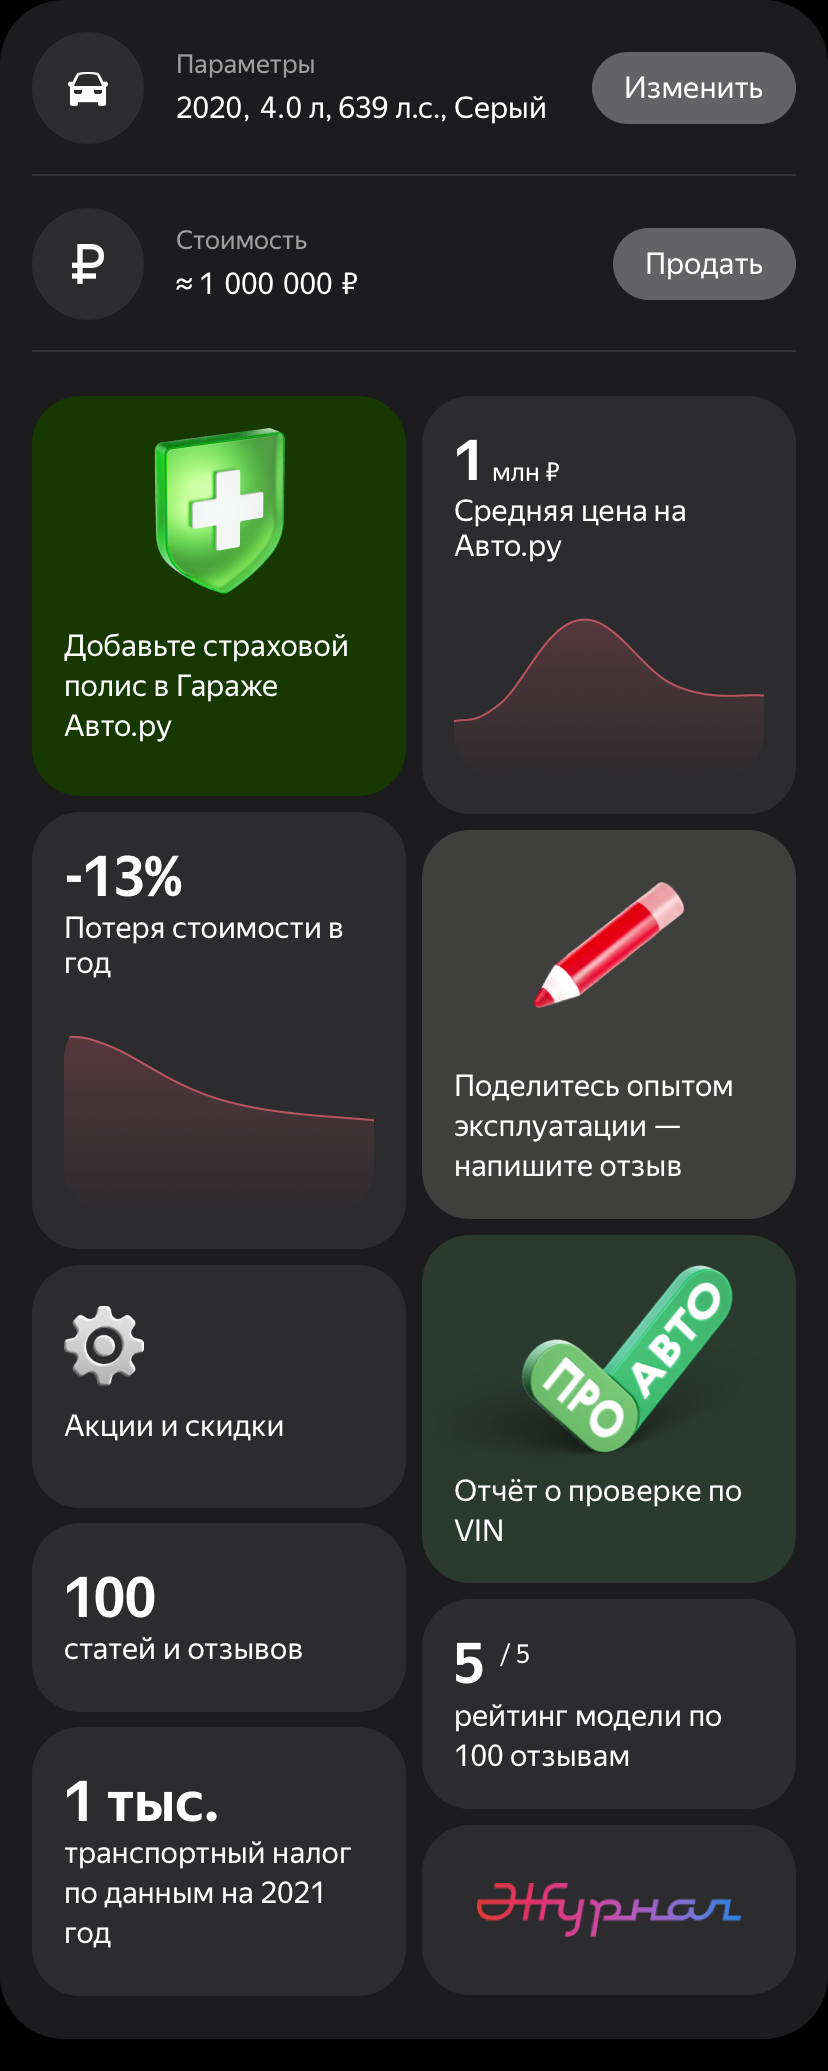 Параметры
2020, 4.0 л, 639 л.с., Серый
Изменить
Стоимость
≈ 1 000 000 ₽
Продать
Добавьте страховой
полис в Гараже
Авто.ру
1 млн ₽
Средняя цена на
Авто.ру
-13%
Потеря стоимости в
год
Поделитесь опытом
эксплуатации —
напишите отзыв
Акции и скидки
ПРО
АВТО
Отчёт о проверке по
VIN
100
статей и отзывов
5 / 5
рейтинг модели по
100 отзывам
1 тыс.
транспортный налог
по данным на 2021
год
Журнал